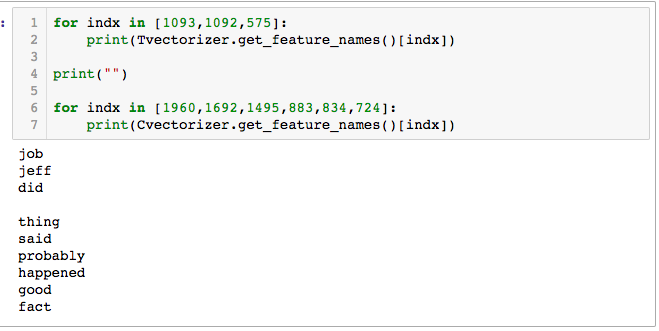 :
1 for indx in [1093,1092,575]:
2     print(Tvectorizer.get_feature_names()[indx])
3
4 print("")
5
6 for indx in [1960,1692,1495,883,834,724]:
7     print(Cvectorizer.get_feature_names()[indx])
job
jeff
did

thing
said
probably
happened
good
fact